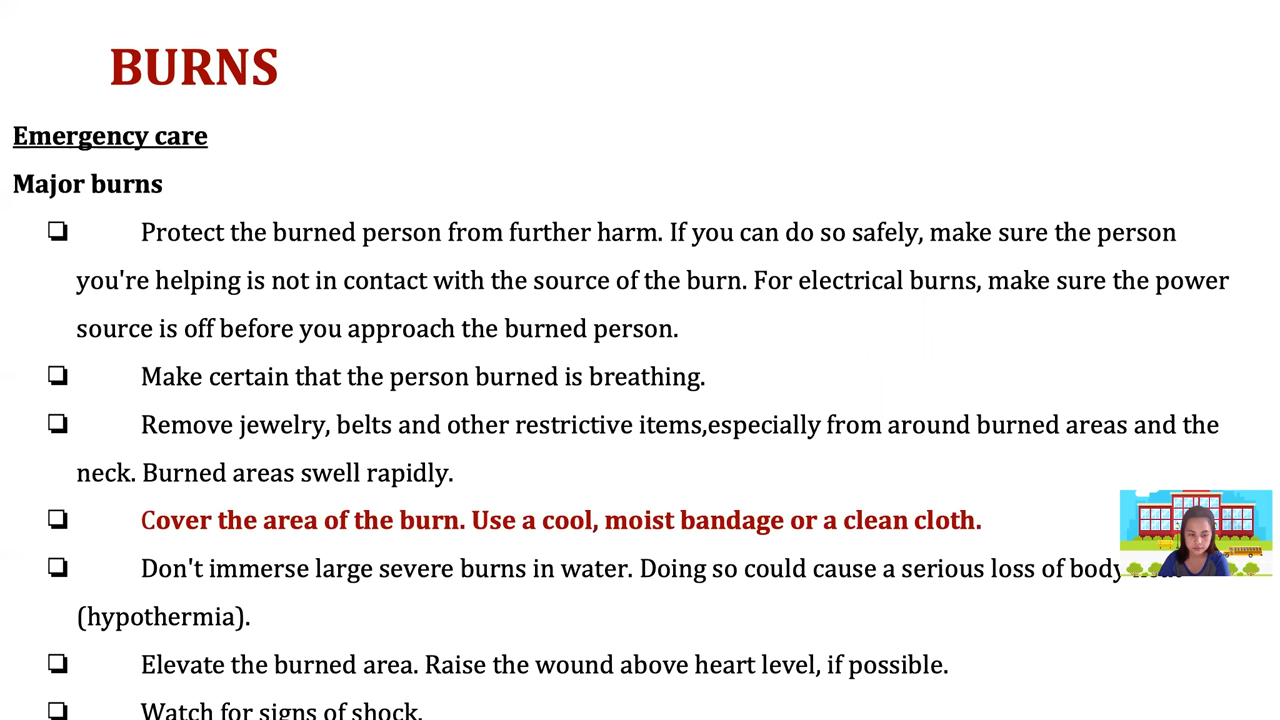 BURNS
Emergency care
Major burns
❏ Protect the burned person from further harm. If you can do so safely, make sure the person
you're helping is not in contact with the source of the burn. For electrical burns, make sure the power
source is off before you approach the burned person.
❏ Make certain that the person burned is breathing.
❏ Remove jewelry, belts and other restrictive items,especially from around burned areas and the
neck. Burned areas swell rapidly.
❏ Cover the area of the burn. Use a cool, moist bandage or a clean cloth.
❏ Don't immerse large severe burns in water. Doing so could cause a serious loss of body
(hypothermia).
❏ Elevate the burned area. Raise the wound above heart level, if possible.
❏ Watch for signs of shock.